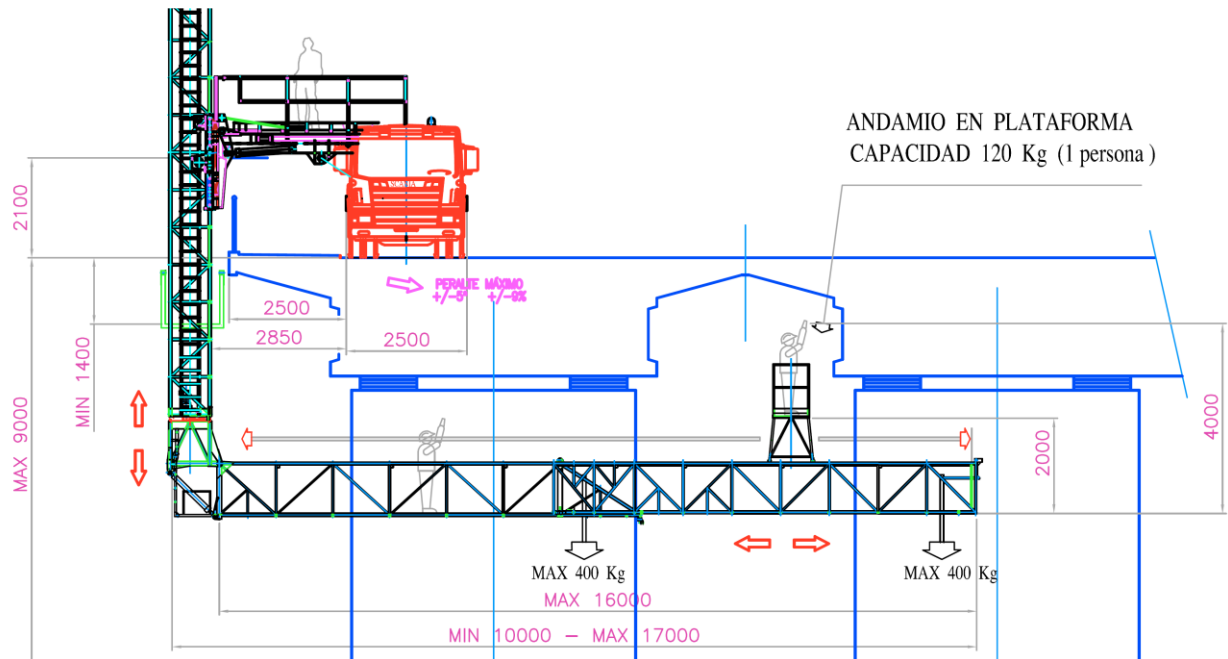 ANDAMIO EN PLATAFORMA
CAPACIDAD 120 Kg (1 persona)
2100
SCANIA
PERALTE MÁXIMO
+/-5° +/-9%
2500
2850
2500
MIN 1400
MAX 9000
4000
2000
MAX 400 Kg
MAX 400 Kg
MAX 16000
MIN 10000 - MAX 17000